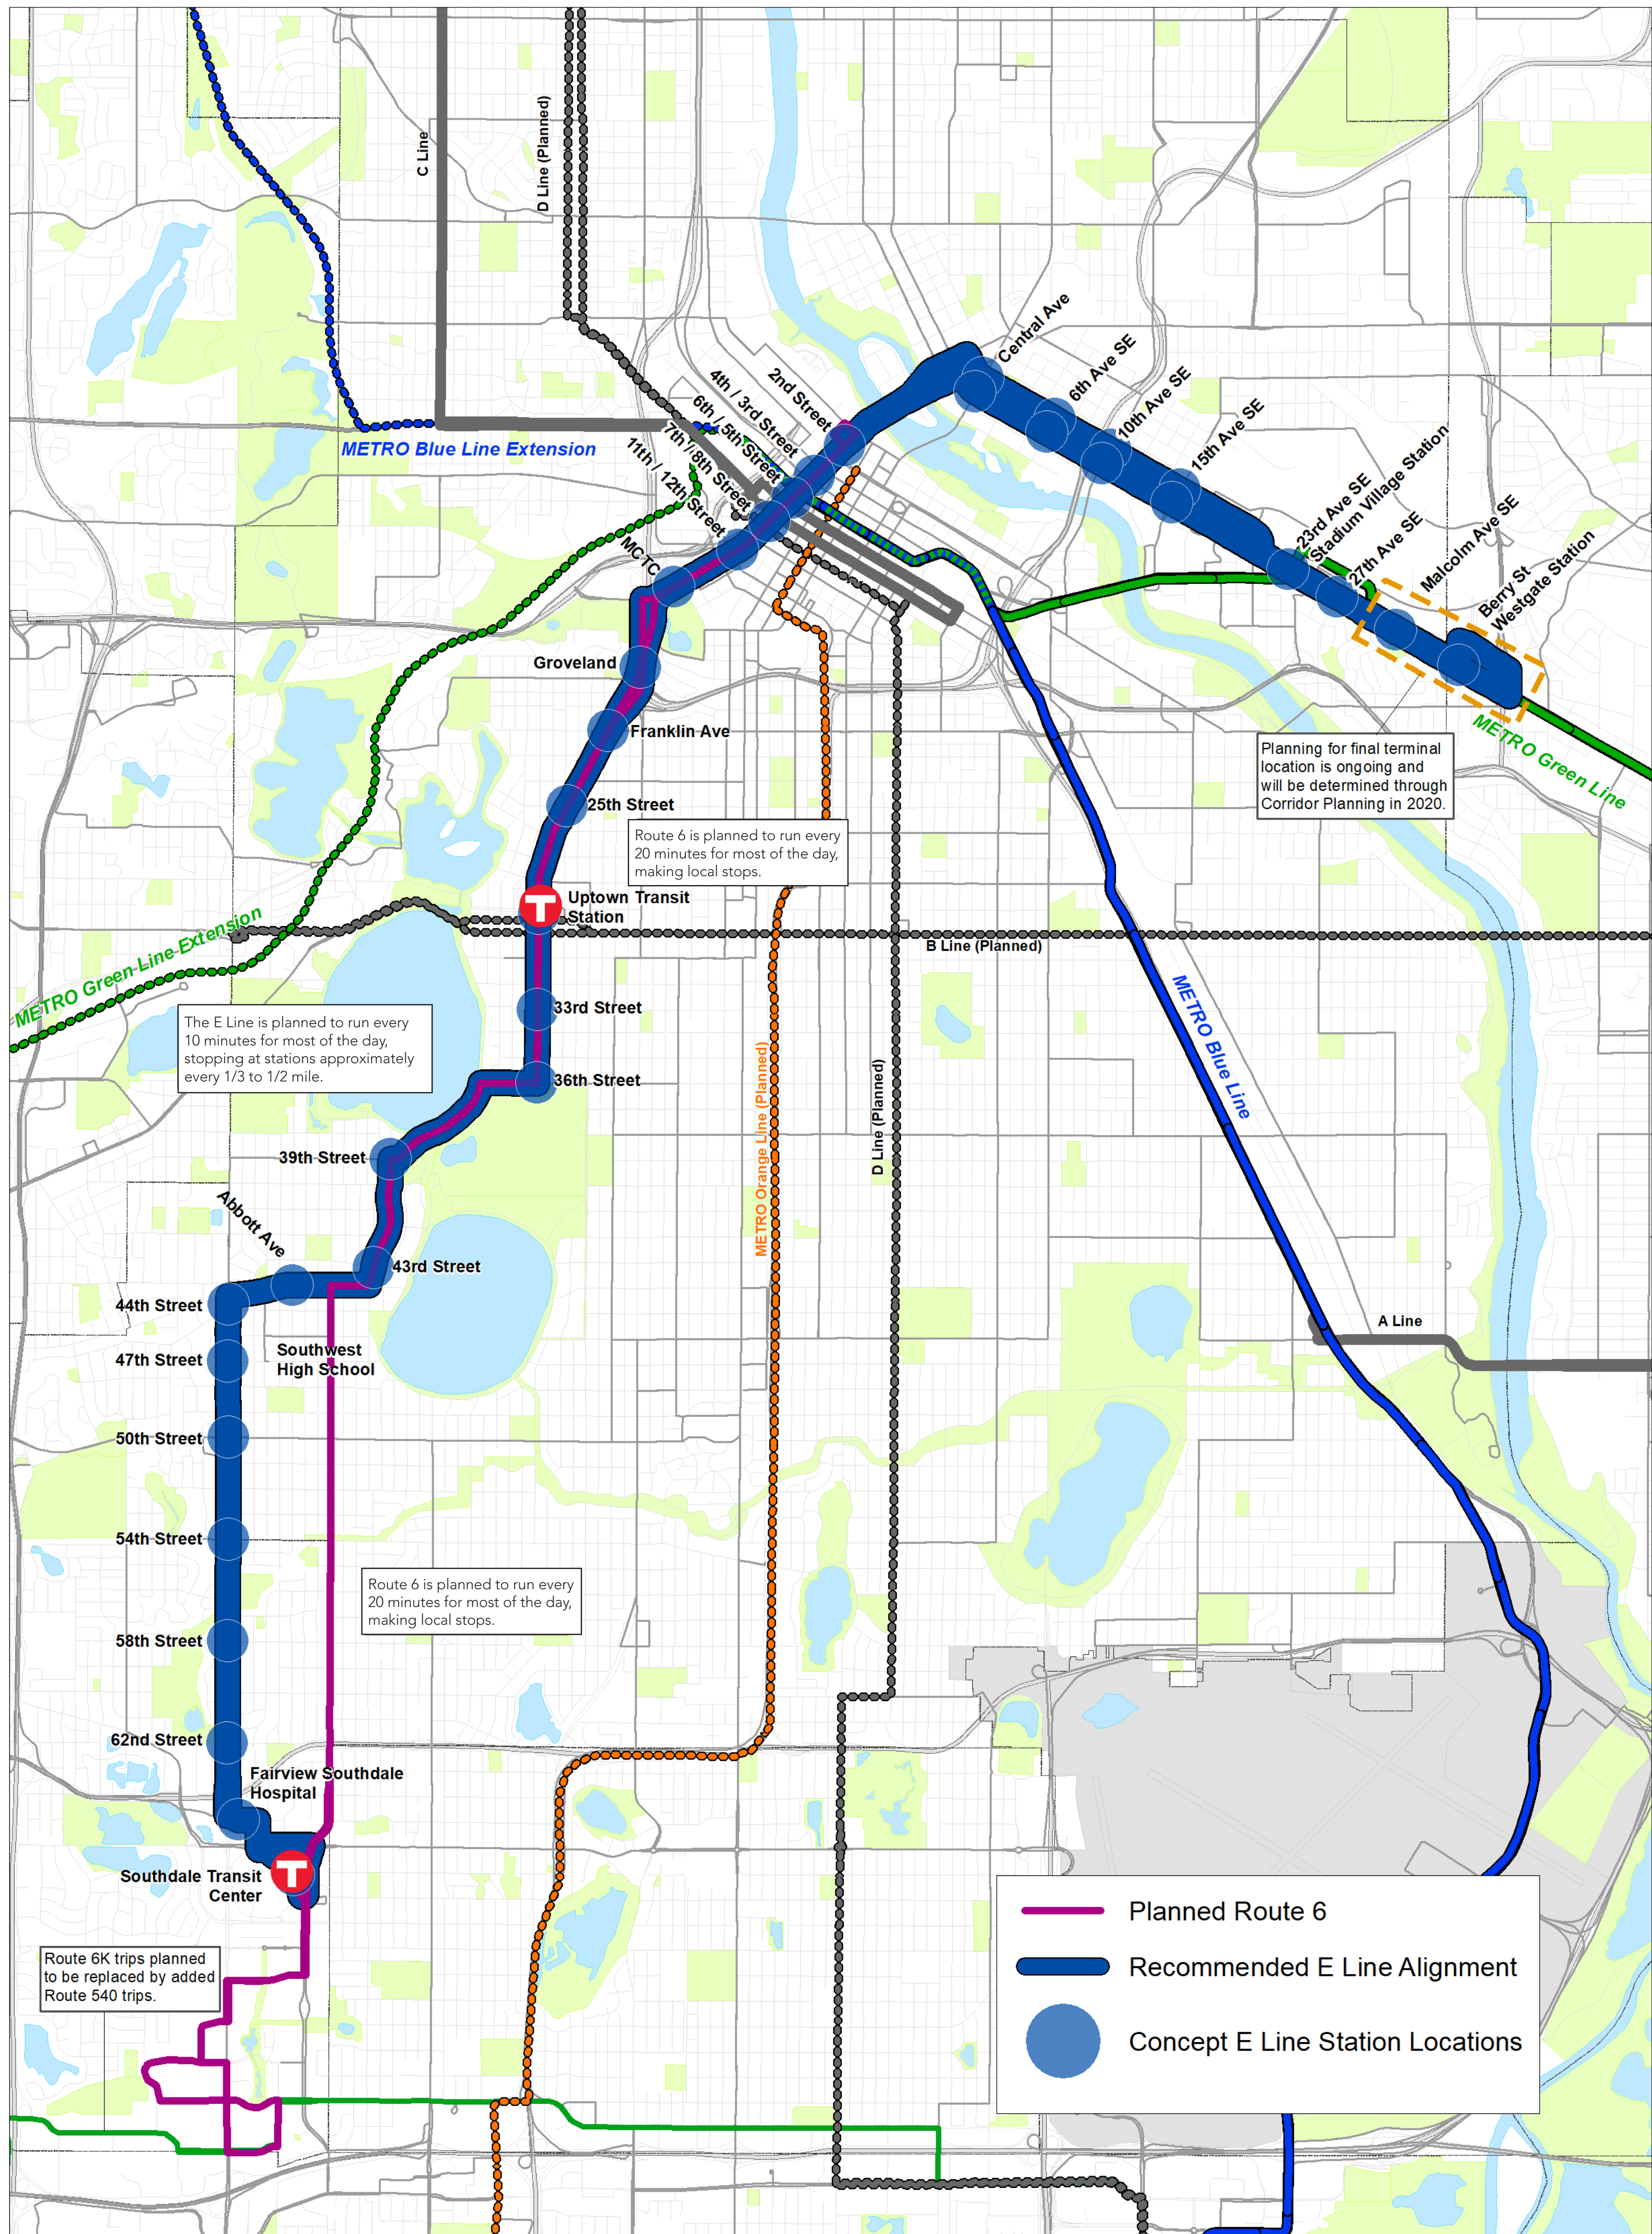 C Line
D Line (Planned)
METRO Blue Line Extension
Central Ave
6th Ave SE
10th Ave SE
15th Ave SE
2nd Street
4th / 3rd Street
6th / 5th Street
7th / 8th Street
11th / 12th Street
MCTC
23rd Ave SE
Stadium Village Station
27th Ave SE
Malcolm Ave SE
Berry St
Westgate Station
METRO Green Line
Planning for final terminal
location is ongoing and
will be determined through
Corridor Planning in 2020.
Groveland
Franklin Ave
25th Street
Route 6 is planned to run every
20 minutes for most of the day,
making local stops.
T
Uptown Transit
Station
B Line (Planned)
METRO Green Line Extension
The E Line is planned to run every
10 minutes for most of the day,
stopping at stations approximately
every 1/3 to 1/2 mile.
33rd Street
36th Street
METRO Orange Line (Planned)
D Line (Planned)
METRO Blue Line
39th Street
Abbott Ave
43rd Street
44th Street
A Line
Southwest
High School
47th Street
50th Street
54th Street
Route 6 is planned to run every
20 minutes for most of the day,
making local stops.
58th Street
62nd Street
Fairview Southdale
Hospital
Southdale Transit
Center
T
Route 6K trips planned
to be replaced by added
Route 540 trips.
Planned Route 6
Recommended E Line Alignment
Concept E Line Station Locations